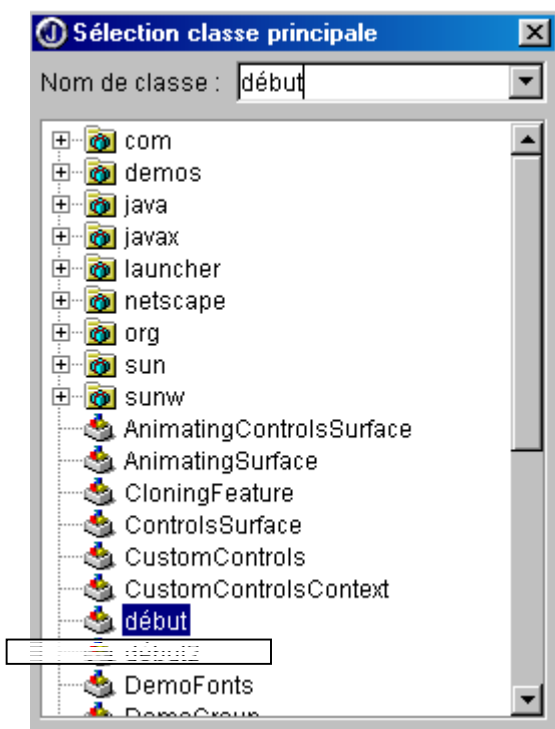 Sélection classe principale
Nom de classe : début
com
demos
java
javax
launcher
netscape
org
sun
sunw
AnimatingControlsSurface
AnimatingSurface
CloningFeature
ControlsSurface
CustomControls
CustomControlsContext
début
DemoFonts